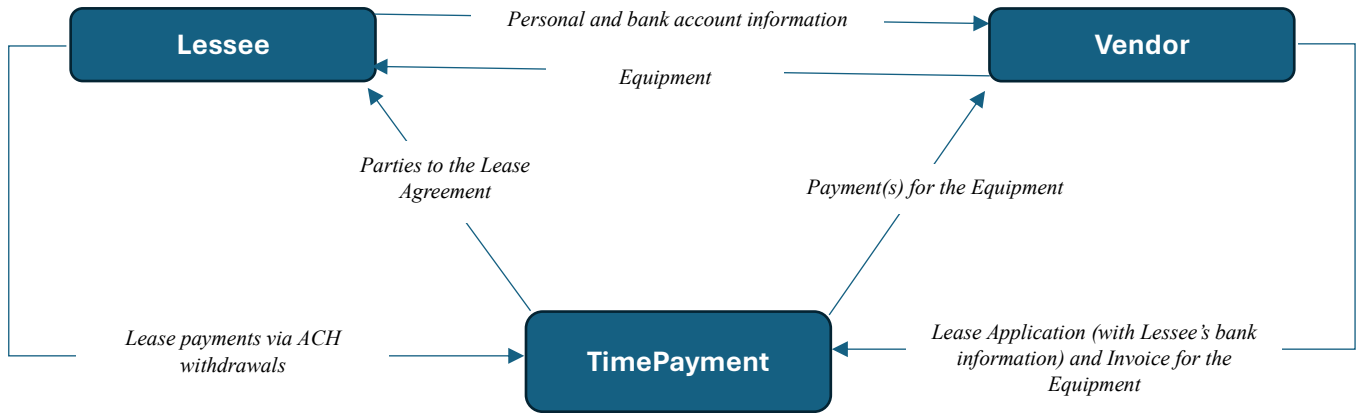 Personal and bank account information
Lessee
Vendor
Equipment
Parties to the Lease
Agreement
Payment(s) for the Equipment
Lease payments via ACH
withdrawals
TimePayment
Lease Application (with Lessee’s bank
information) and Invoice for the
Equipment